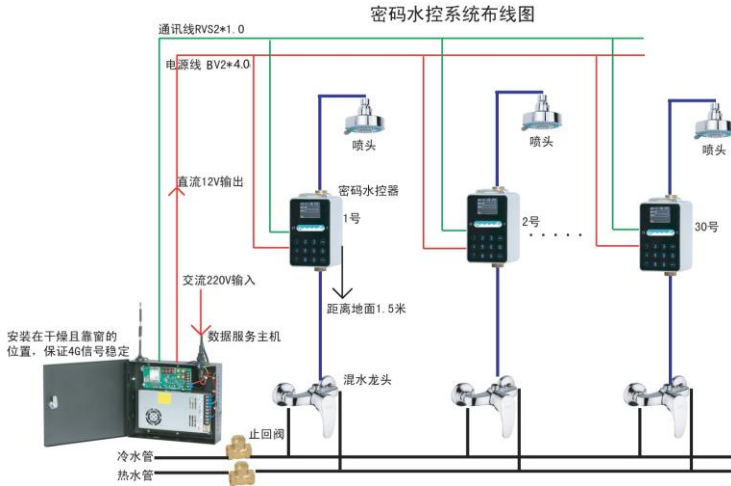 密码水控系统布线图
通讯线RVS2*1.0
电源线 BV2*4.0
喷头
喷头
喷头
直流12V输出
密码水控器
1号
2号
· · · · ·
30号
交流220V输入
距离地面1.5米
安装在干燥且靠窗的
位置，保证4G信号稳定
数据服务主机
混水龙头
止回阀
冷水管
热水管